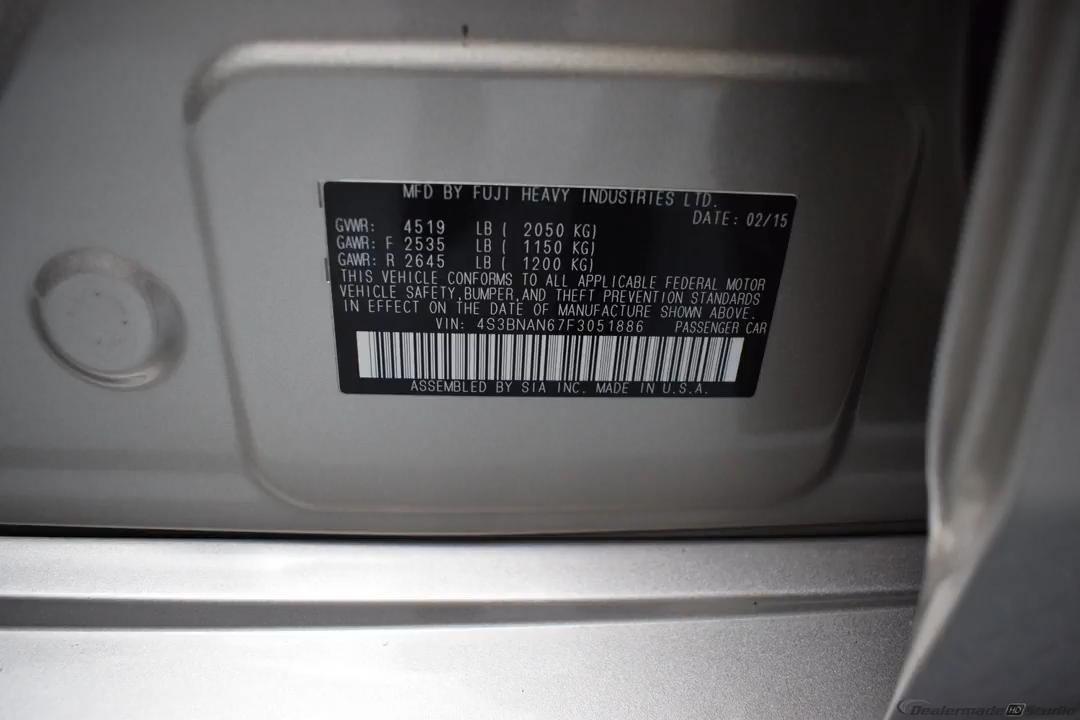 MFD BY FUJI HEAVY INDUSTRIES LTD.
DATE: 02/15
GVWR: 4519 LB ( 2050 KG)
GAWR: F 2535 LB ( 1150 KG)
GAWR: R 2645 LB ( 1200 KG)
THIS VEHICLE CONFORMS TO ALL APPLICABLE FEDERAL MOTOR
VEHICLE SAFETY, BUMPER, AND THEFT PREVENTION STANDARDS
IN EFFECT ON THE DATE OF MANUFACTURE SHOWN ABOVE.
VIN: 4S3BNAN67F3051886 PASSENGER CAR
ASSEMBLED BY SIA INC. MADE IN U.S.A.
Dealermade HD Studio